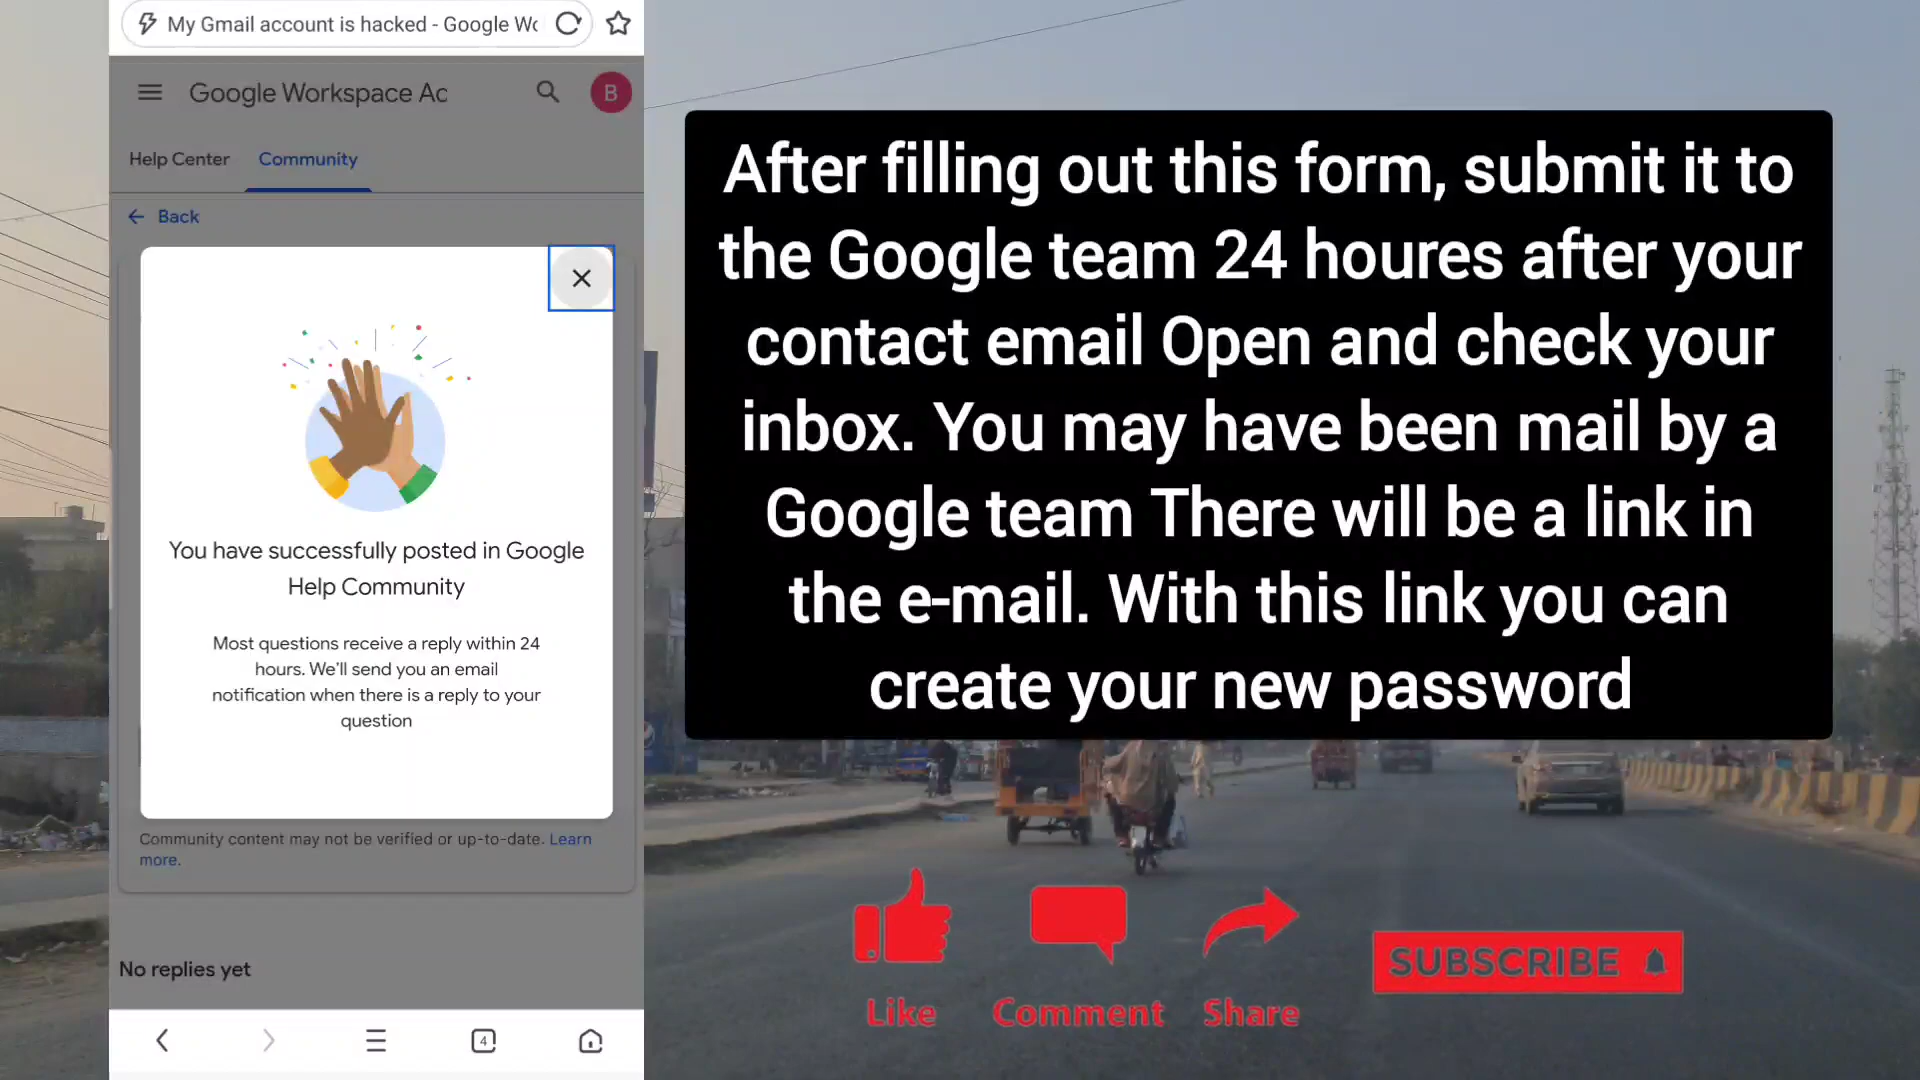 My Gmail account is hacked - Google Wo
Google Workspace Ac
B
Help Center Community
Back
You have successfully posted in Google
Help Community
Most questions receive a reply within 24
hours. We'll send you an email
notification when there is a reply to your
question
Community content may not be verified or up-to-date. Learn
more.
No replies yet
4
After filling out this form, submit it to
the Google team 24 houres after your
contact email Open and check your
inbox. You may have been mail by a
Google team There will be a link in
the e-mail. With this link you can
create your new password
Like Comment Share
SUBSCRIBE